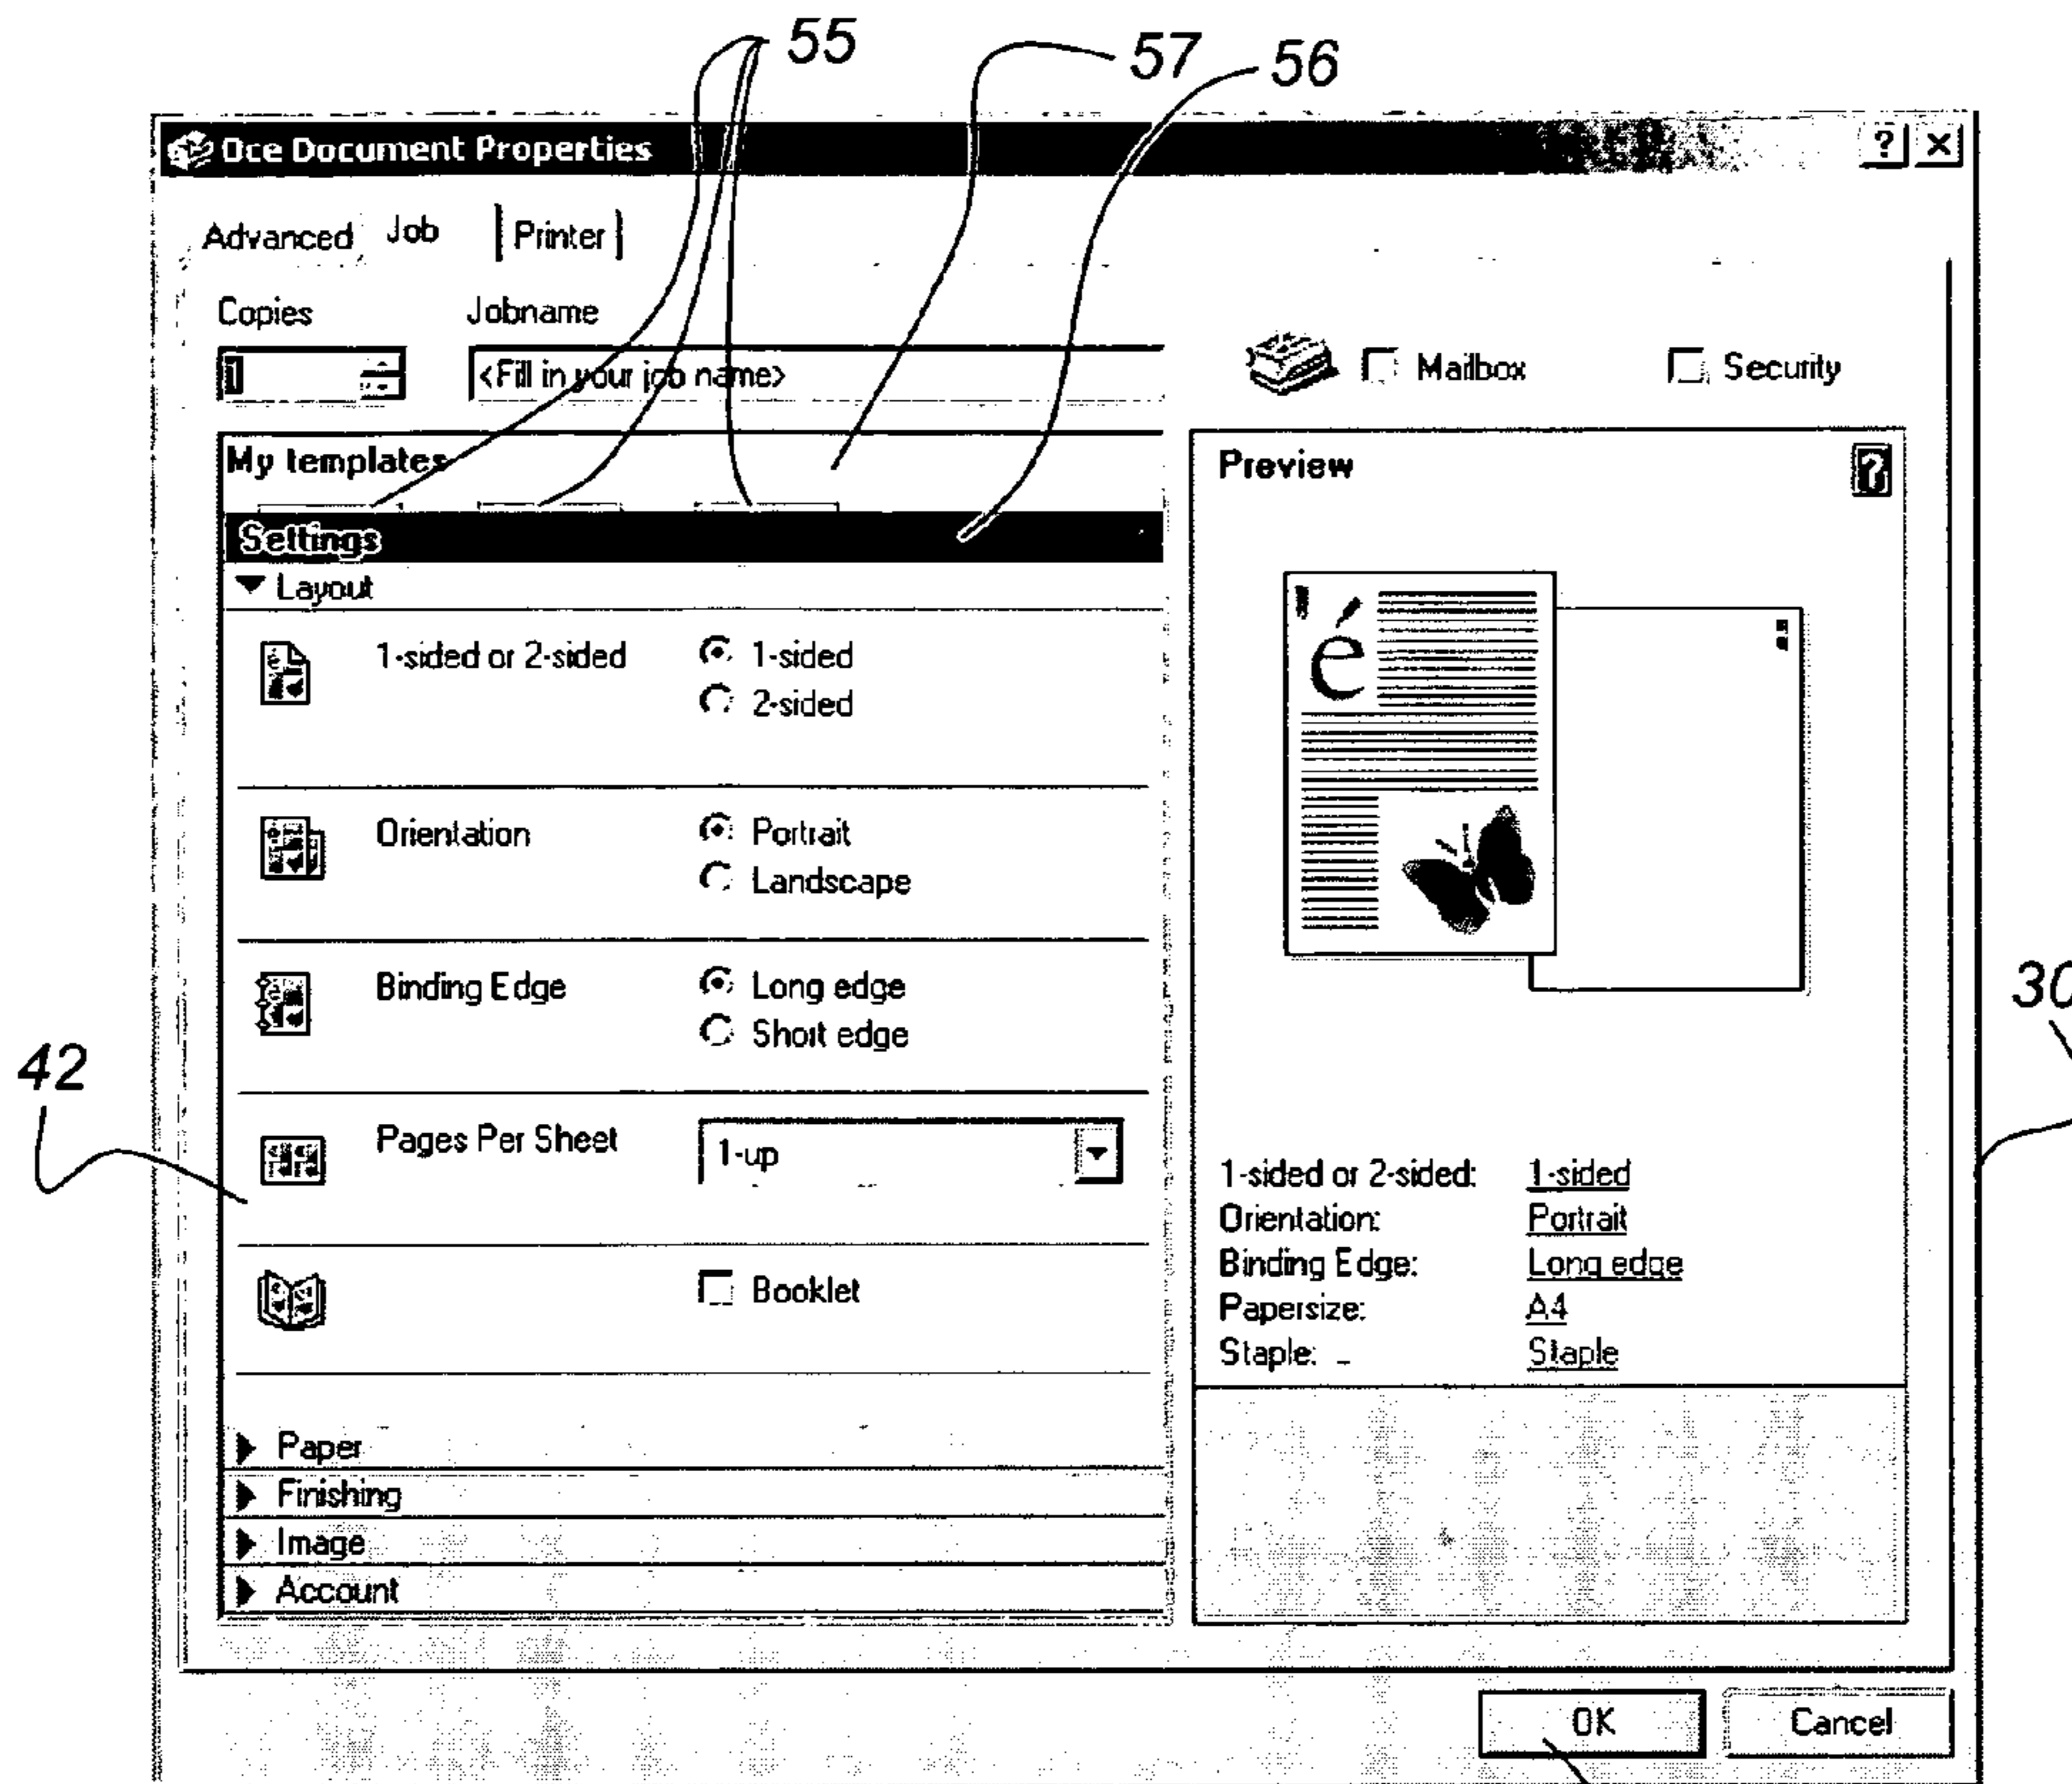 55 57 56
Oce Document Properties ? ×
Advanced Job Printer
Copies Jobname
1 <Fill in your job name> Mailbox Security
My templates
Settings
Layout
1-sided or 2-sided 1-sided
2-sided
Orientation Portrait
Landscape
Binding Edge Long edge
Short edge
Pages Per Sheet 1-up
Booklet
Paper
Finishing
Image
Account
Preview ?
é
1-sided or 2-sided: 1-sided
Orientation: Portrait
Binding Edge: Long edge
Papersize: A4
Staple: Staple
42
30
OK Cancel